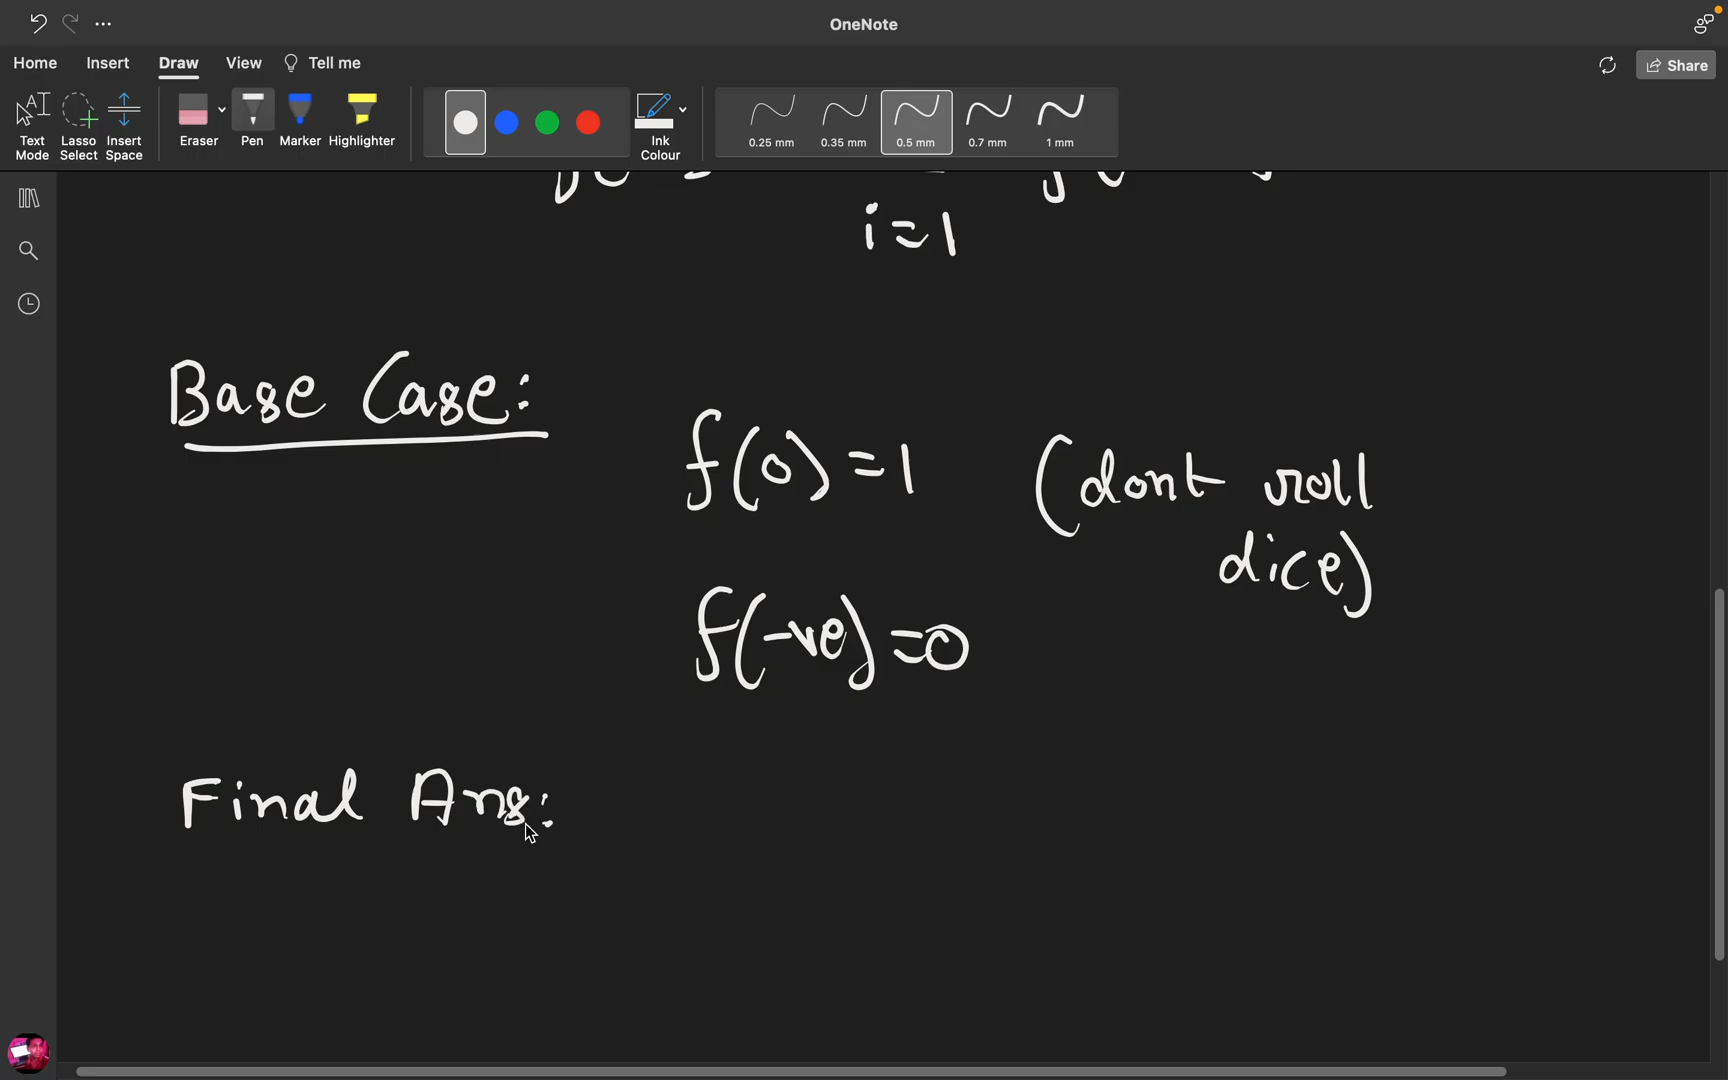 OneNote
Home Insert Draw View Tell me
Share
Text Mode
Lasso Select
Insert Space
Eraser
Pen
Marker
Highlighter
Ink Colour
0.25 mm
0.35 mm
0.5 mm
0.7 mm
1 mm
i=1
Base Case:
f(0) = 1 (dont roll
dice)
f(-ve) =0
Final Ans: